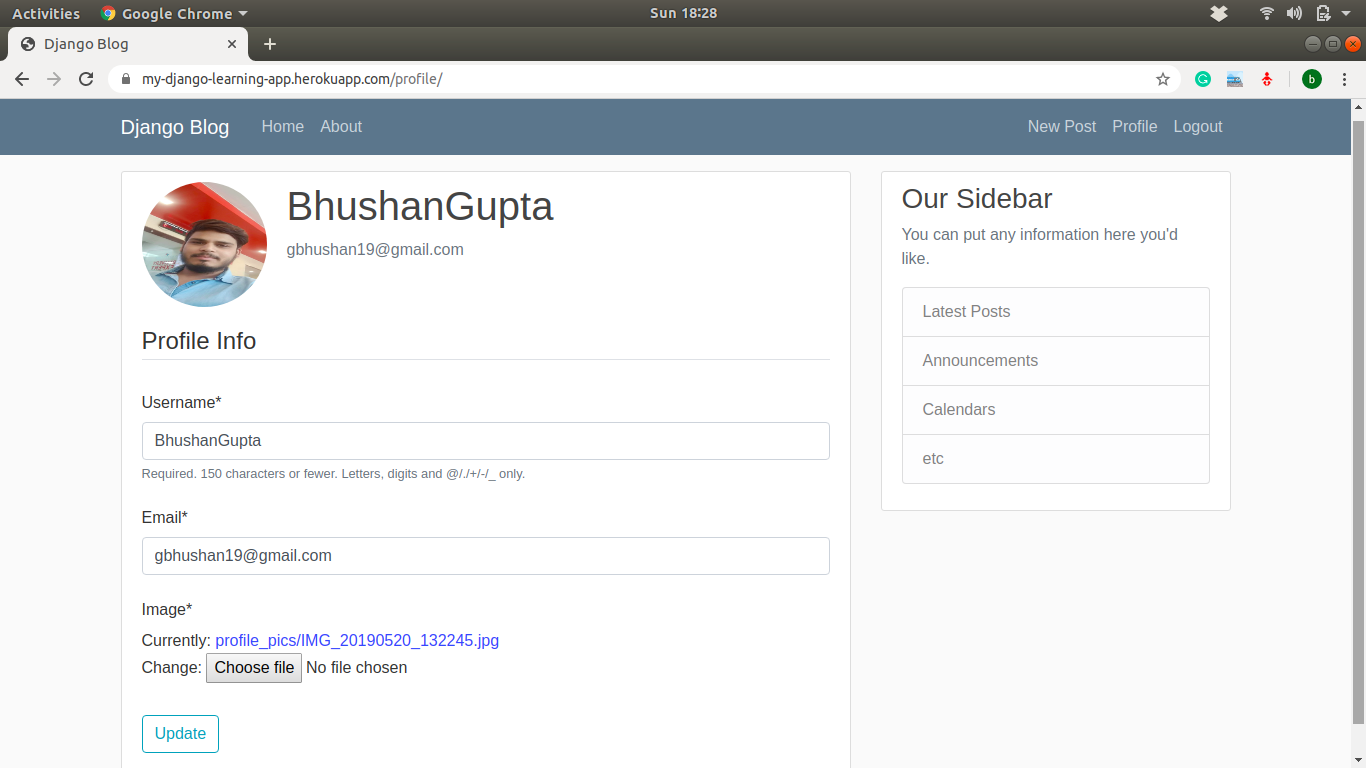 Activities Google Chrome Sun 18:28
Django Blog
my-django-learning-app.herokuapp.com/profile/
b
Django Blog Home About New Post Profile Logout
BhushanGupta
gbhushan19@gmail.com
Profile Info
Username*
BhushanGupta
Required. 150 characters or fewer. Letters, digits and @/./+/-/_ only.
Email*
gbhushan19@gmail.com
Image*
Currently: profile_pics/IMG_20190520_132245.jpg
Change: Choose file No file chosen
Update
Our Sidebar
You can put any information here you'd
like.
Latest Posts
Announcements
Calendars
etc